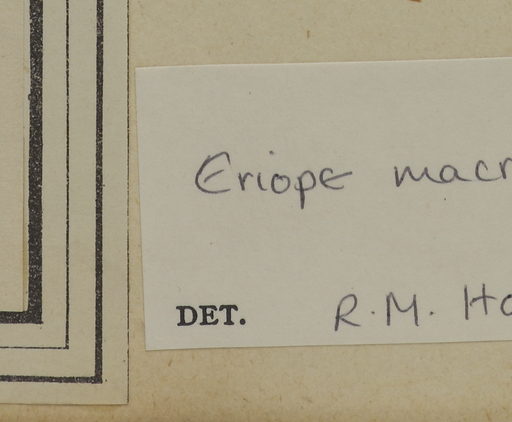 Eriope macr
DET. R.M. Ha